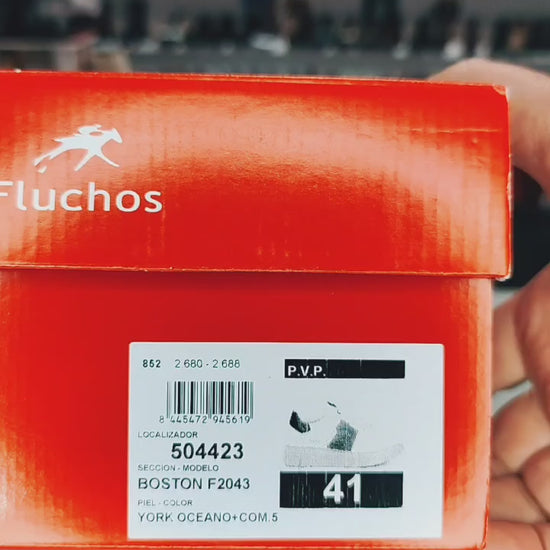 Fluchos
852 2.680 - 2.688
P.V.P.
8 445472 945619
LOCALIZADOR
504423
SECCION - MODELO
BOSTON F2043
41
PIEL - COLOR
YORK OCEANO+COM.5